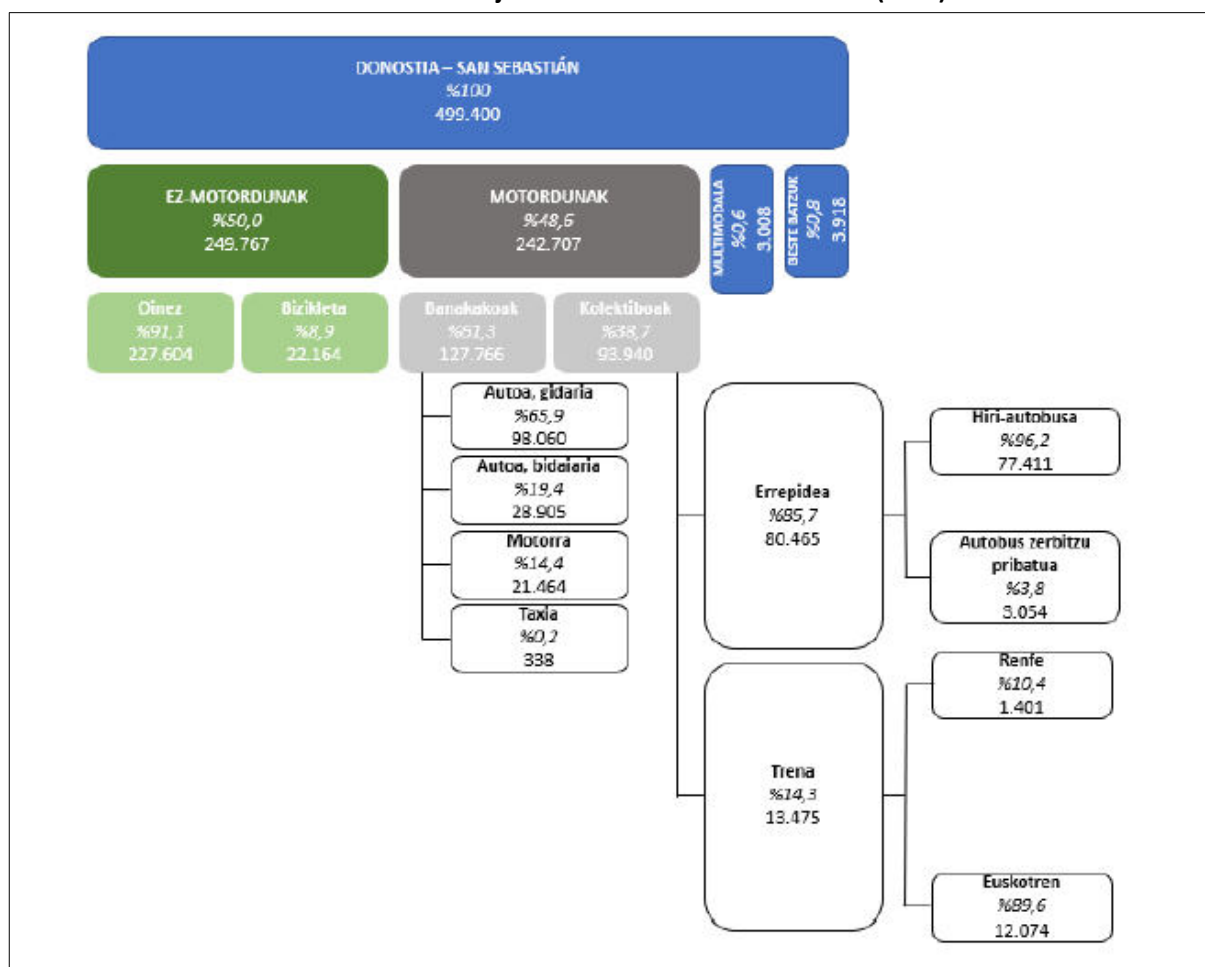 DONOSTIA – SAN SEBASTIÁN
%100
499.400
EZ-MOTORDUNAK
%50,0
249.767
MOTORDUNAK
%48,6
242.707
MULTIMODALA
%0,6
3.008
BESTE BATZUK
%0,8
3.918
Oinez
%91,1
227.604
Bizikleta
%8,9
22.164
Banakakoak
%61,3
127.766
Kolektiboak
%38,7
93.940
Autoa, gidaria
%65,9
98.060
Autoa, bidaiaria
%19,4
28.905
Motorra
%14,4
21.464
Taxia
%0,2
338
Errepidea
%85,7
80.465
Trena
%14,3
13.475
Hiri-autobusa
%96,2
77.411
Autobus zerbitzu
pribatua
%3,8
3.054
Renfe
%10,4
1.401
Euskotren
%89,6
12.074